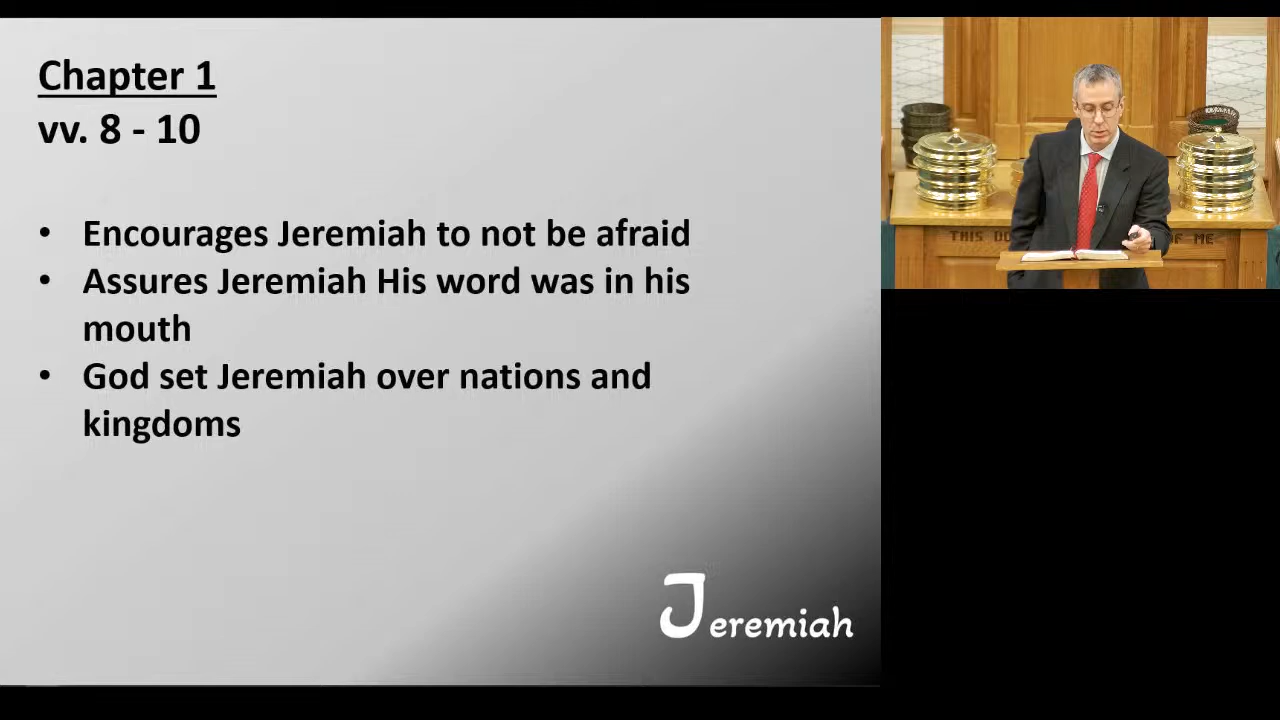 Chapter 1
vv. 8 - 10
• Encourages Jeremiah to not be afraid
• Assures Jeremiah His word was in his
mouth
• God set Jeremiah over nations and
kingdoms
Jeremiah
THIS DO OF ME